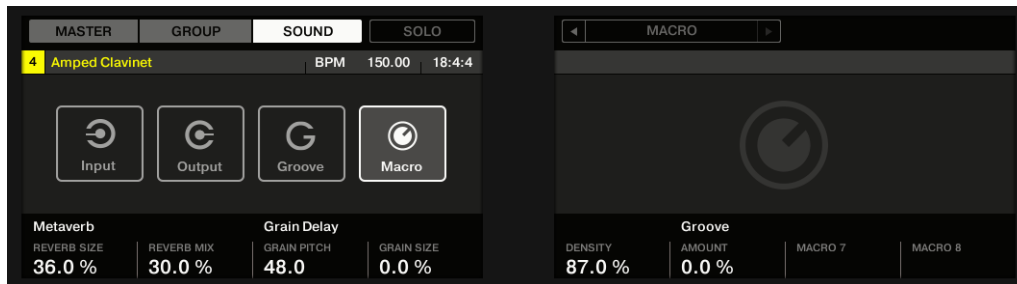 MASTER GROUP SOUND SOLO
4 Amped Clavinet BPM 150.00 18:4:4
Input Output Groove Macro
Metaverb Grain Delay
REVERB SIZE REVERB MIX GRAIN PITCH GRAIN SIZE
36.0 % 30.0 % 48.0 0.0 %
MACRO
Groove
DENSITY AMOUNT MACRO 7 MACRO 8
87.0 % 0.0 %